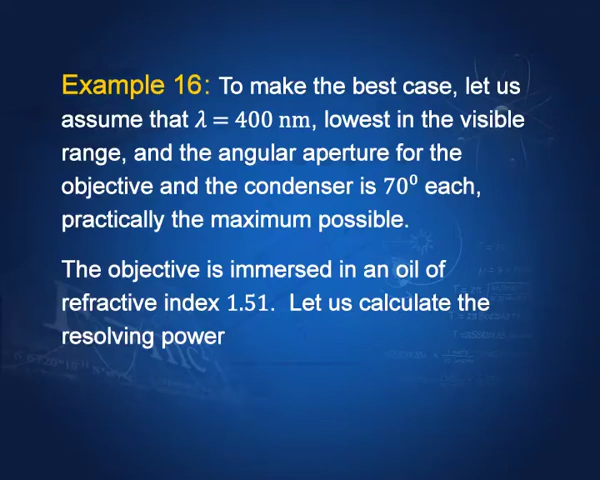 Example 16: To make the best case, let us
assume that λ = 400 nm, lowest in the visible
range, and the angular aperture for the
objective and the condenser is 70⁰ each,
practically the maximum possible.
The objective is immersed in an oil of
refractive index 1.51. Let us calculate the
resolving power